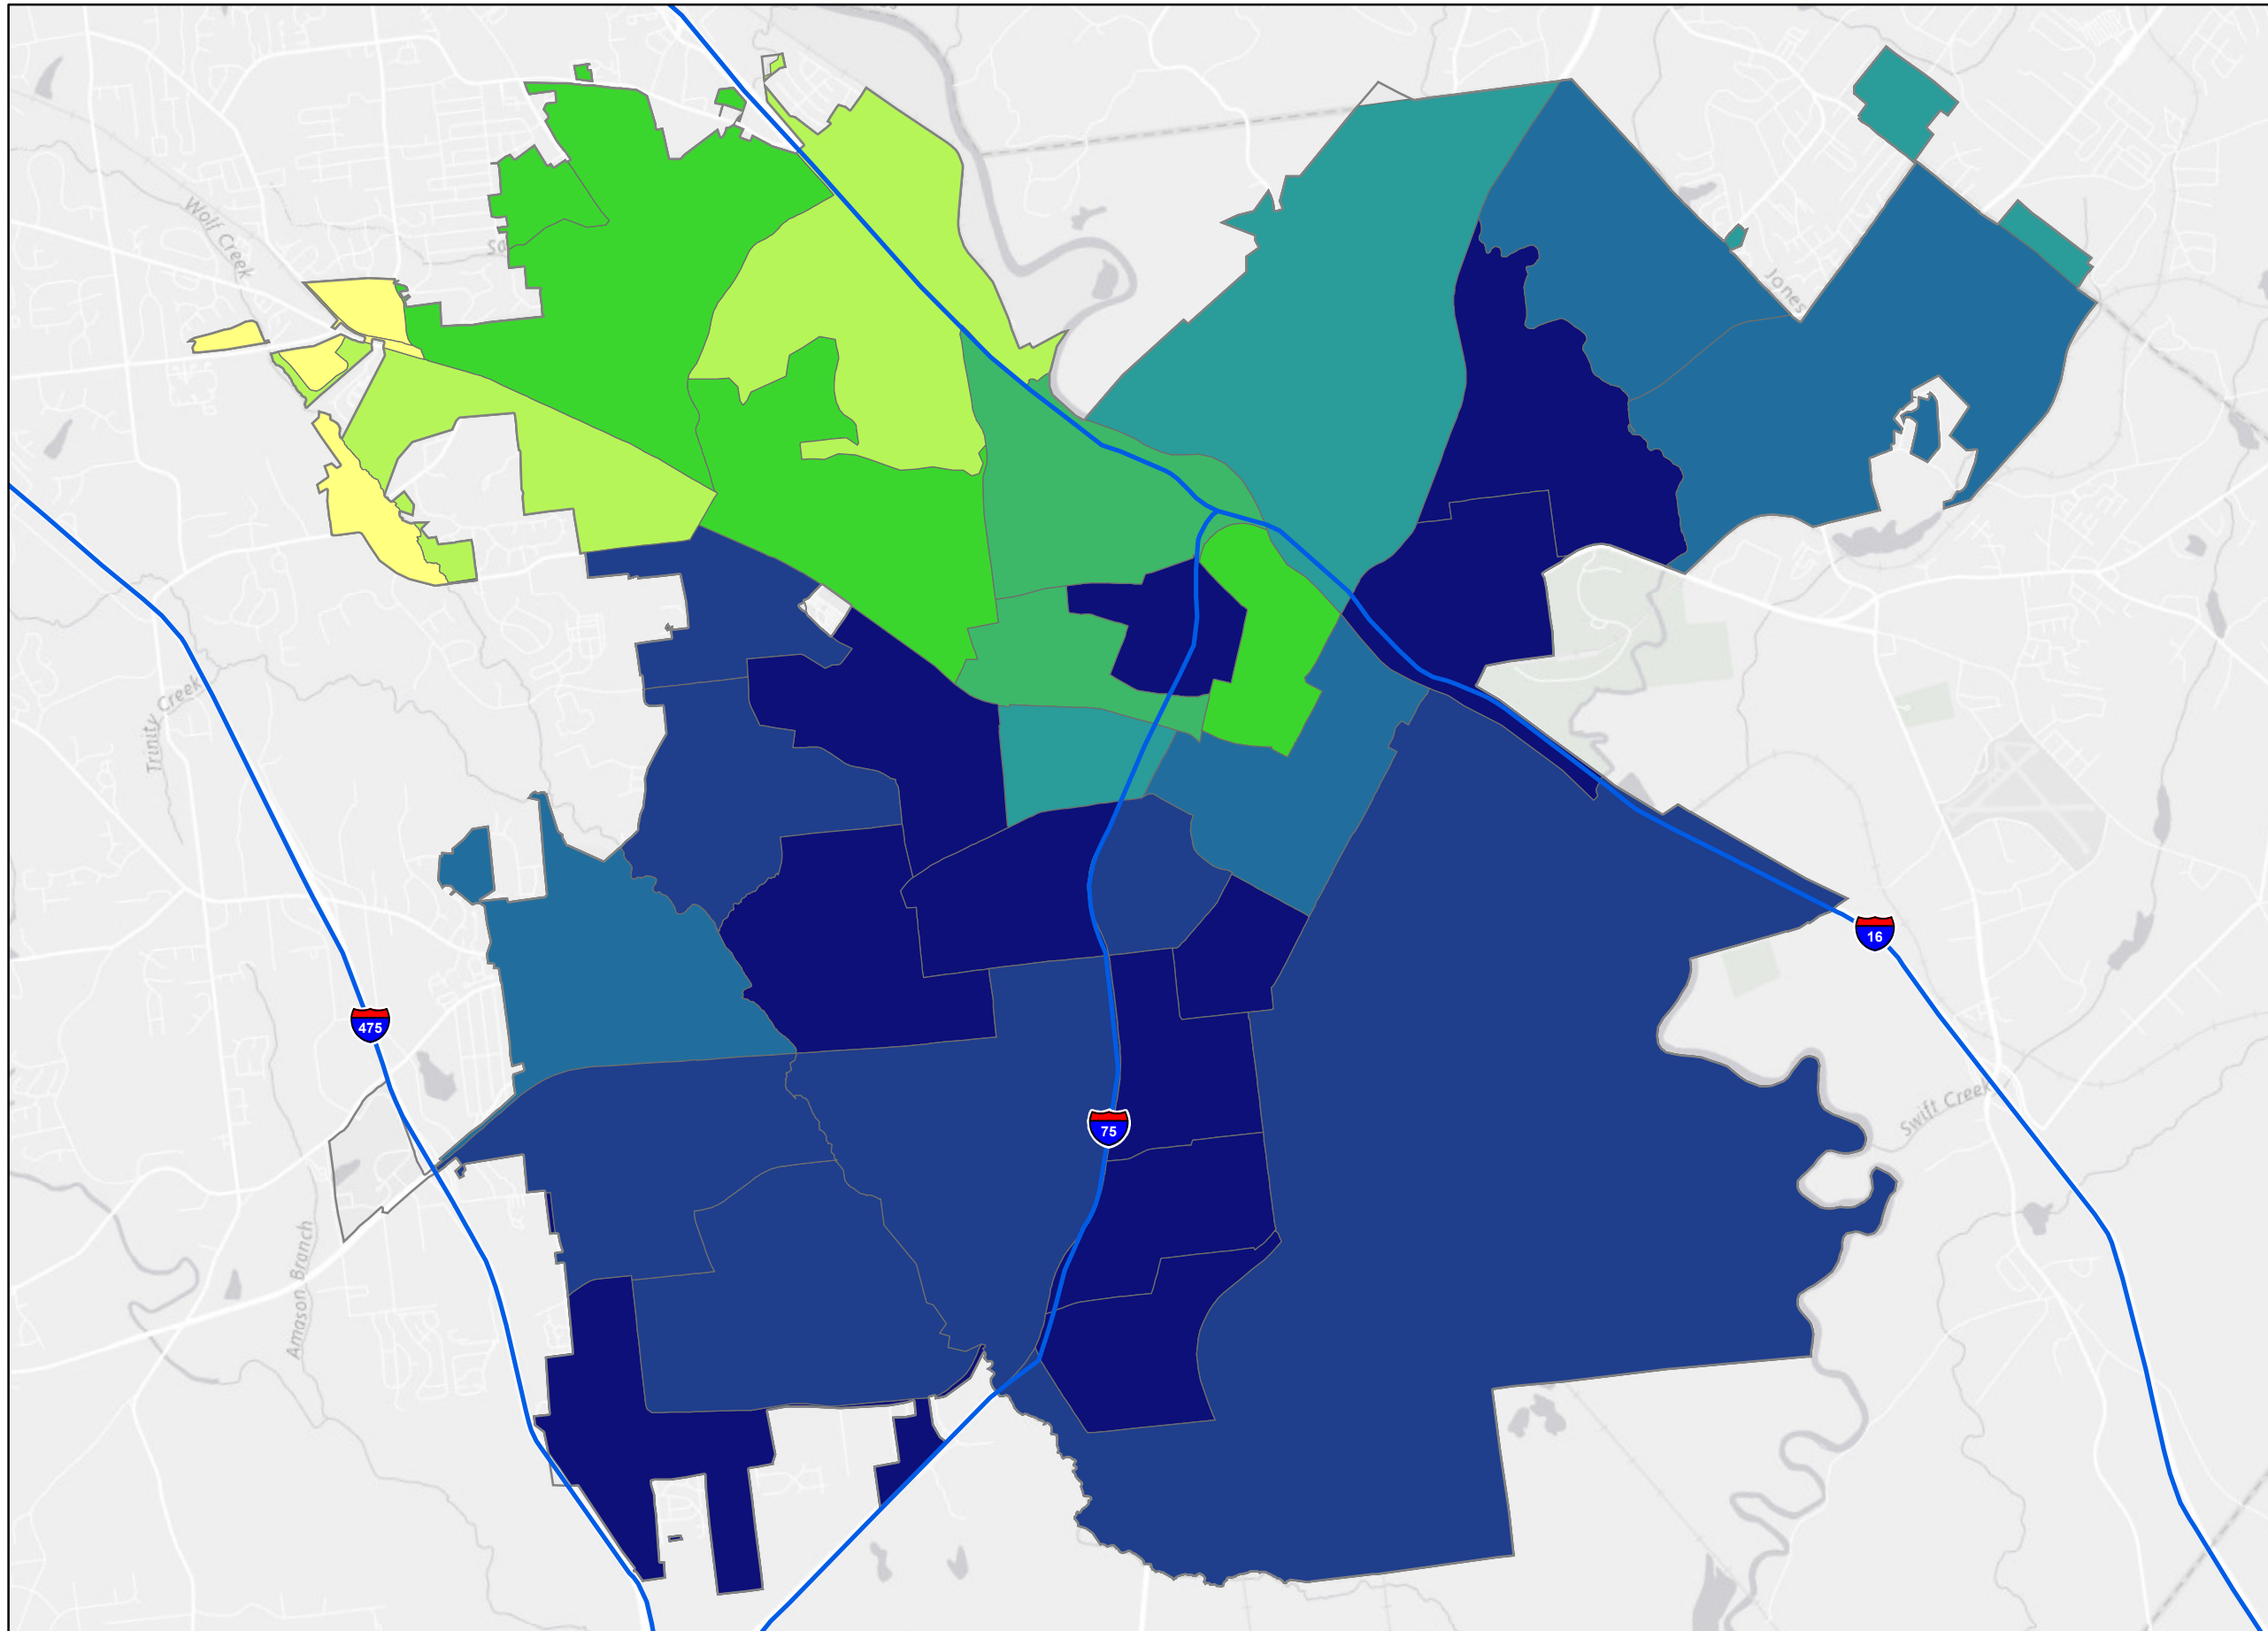 Wolf Creek
Jones
Trinity Creek
16
475
75
Swift Creek
Amason Branch